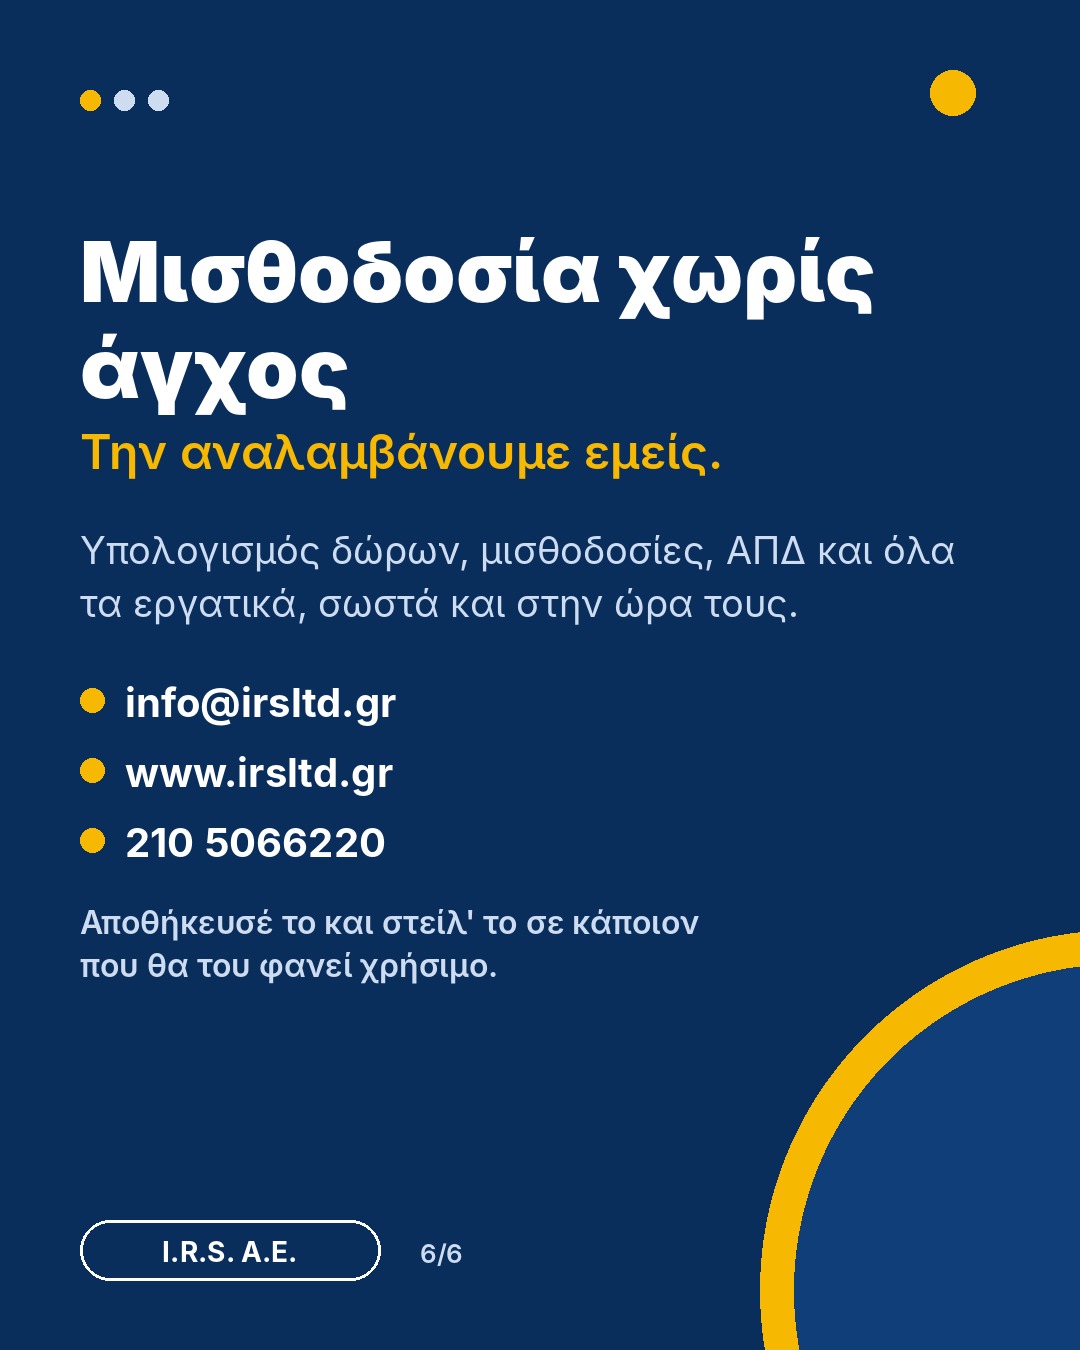 Μισθοδοσία χωρίς
άγχος
Την αναλαμβάνουμε εμείς.
Υπολογισμός δώρων, μισθοδοσίες, ΑΠΔ και όλα
τα εργατικά, σωστά και στην ώρα τους.
info@irsltd.gr
www.irsltd.gr
210 5066220
Αποθήκευσέ το και στείλ' το σε κάποιον
που θα του φανεί χρήσιμο.
I.R.S. A.E.
6/6